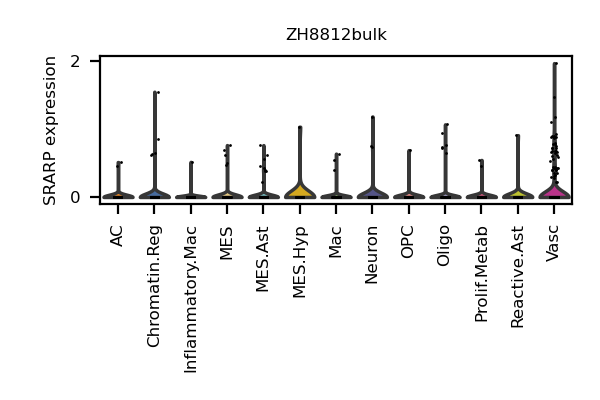 ZH8812bulk
SRARP expression
2
0
AC
Chromatin.Reg
Inflammatory.Mac
MES
MES.Ast
MES.Hyp
Mac
Neuron
OPC
Oligo
Prolif.Metab
Reactive.Ast
Vasc